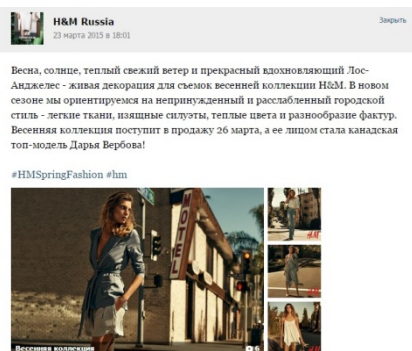 H&M Russia
Закрыть
23 марта 2015 в 18:01
Весна, солнце, теплый свежий ветер и прекрасный вдохновляющий Лос-
Анджелес - живая декорация для съемок весенней коллекции H&M. В новом
сезоне мы ориентируемся на непринужденный и расслабленный городской
стиль - легкие ткани, изящные силуэты, теплые цвета и разнообразие фактур.
Весенняя коллекция поступит в продажу 26 марта, а ее лицом стала канадская
топ-модель Дарья Вербова!
#HMSpringFashion #hm
MOTEL
H&M
H&M
H&M
Весенняя коллекция
6